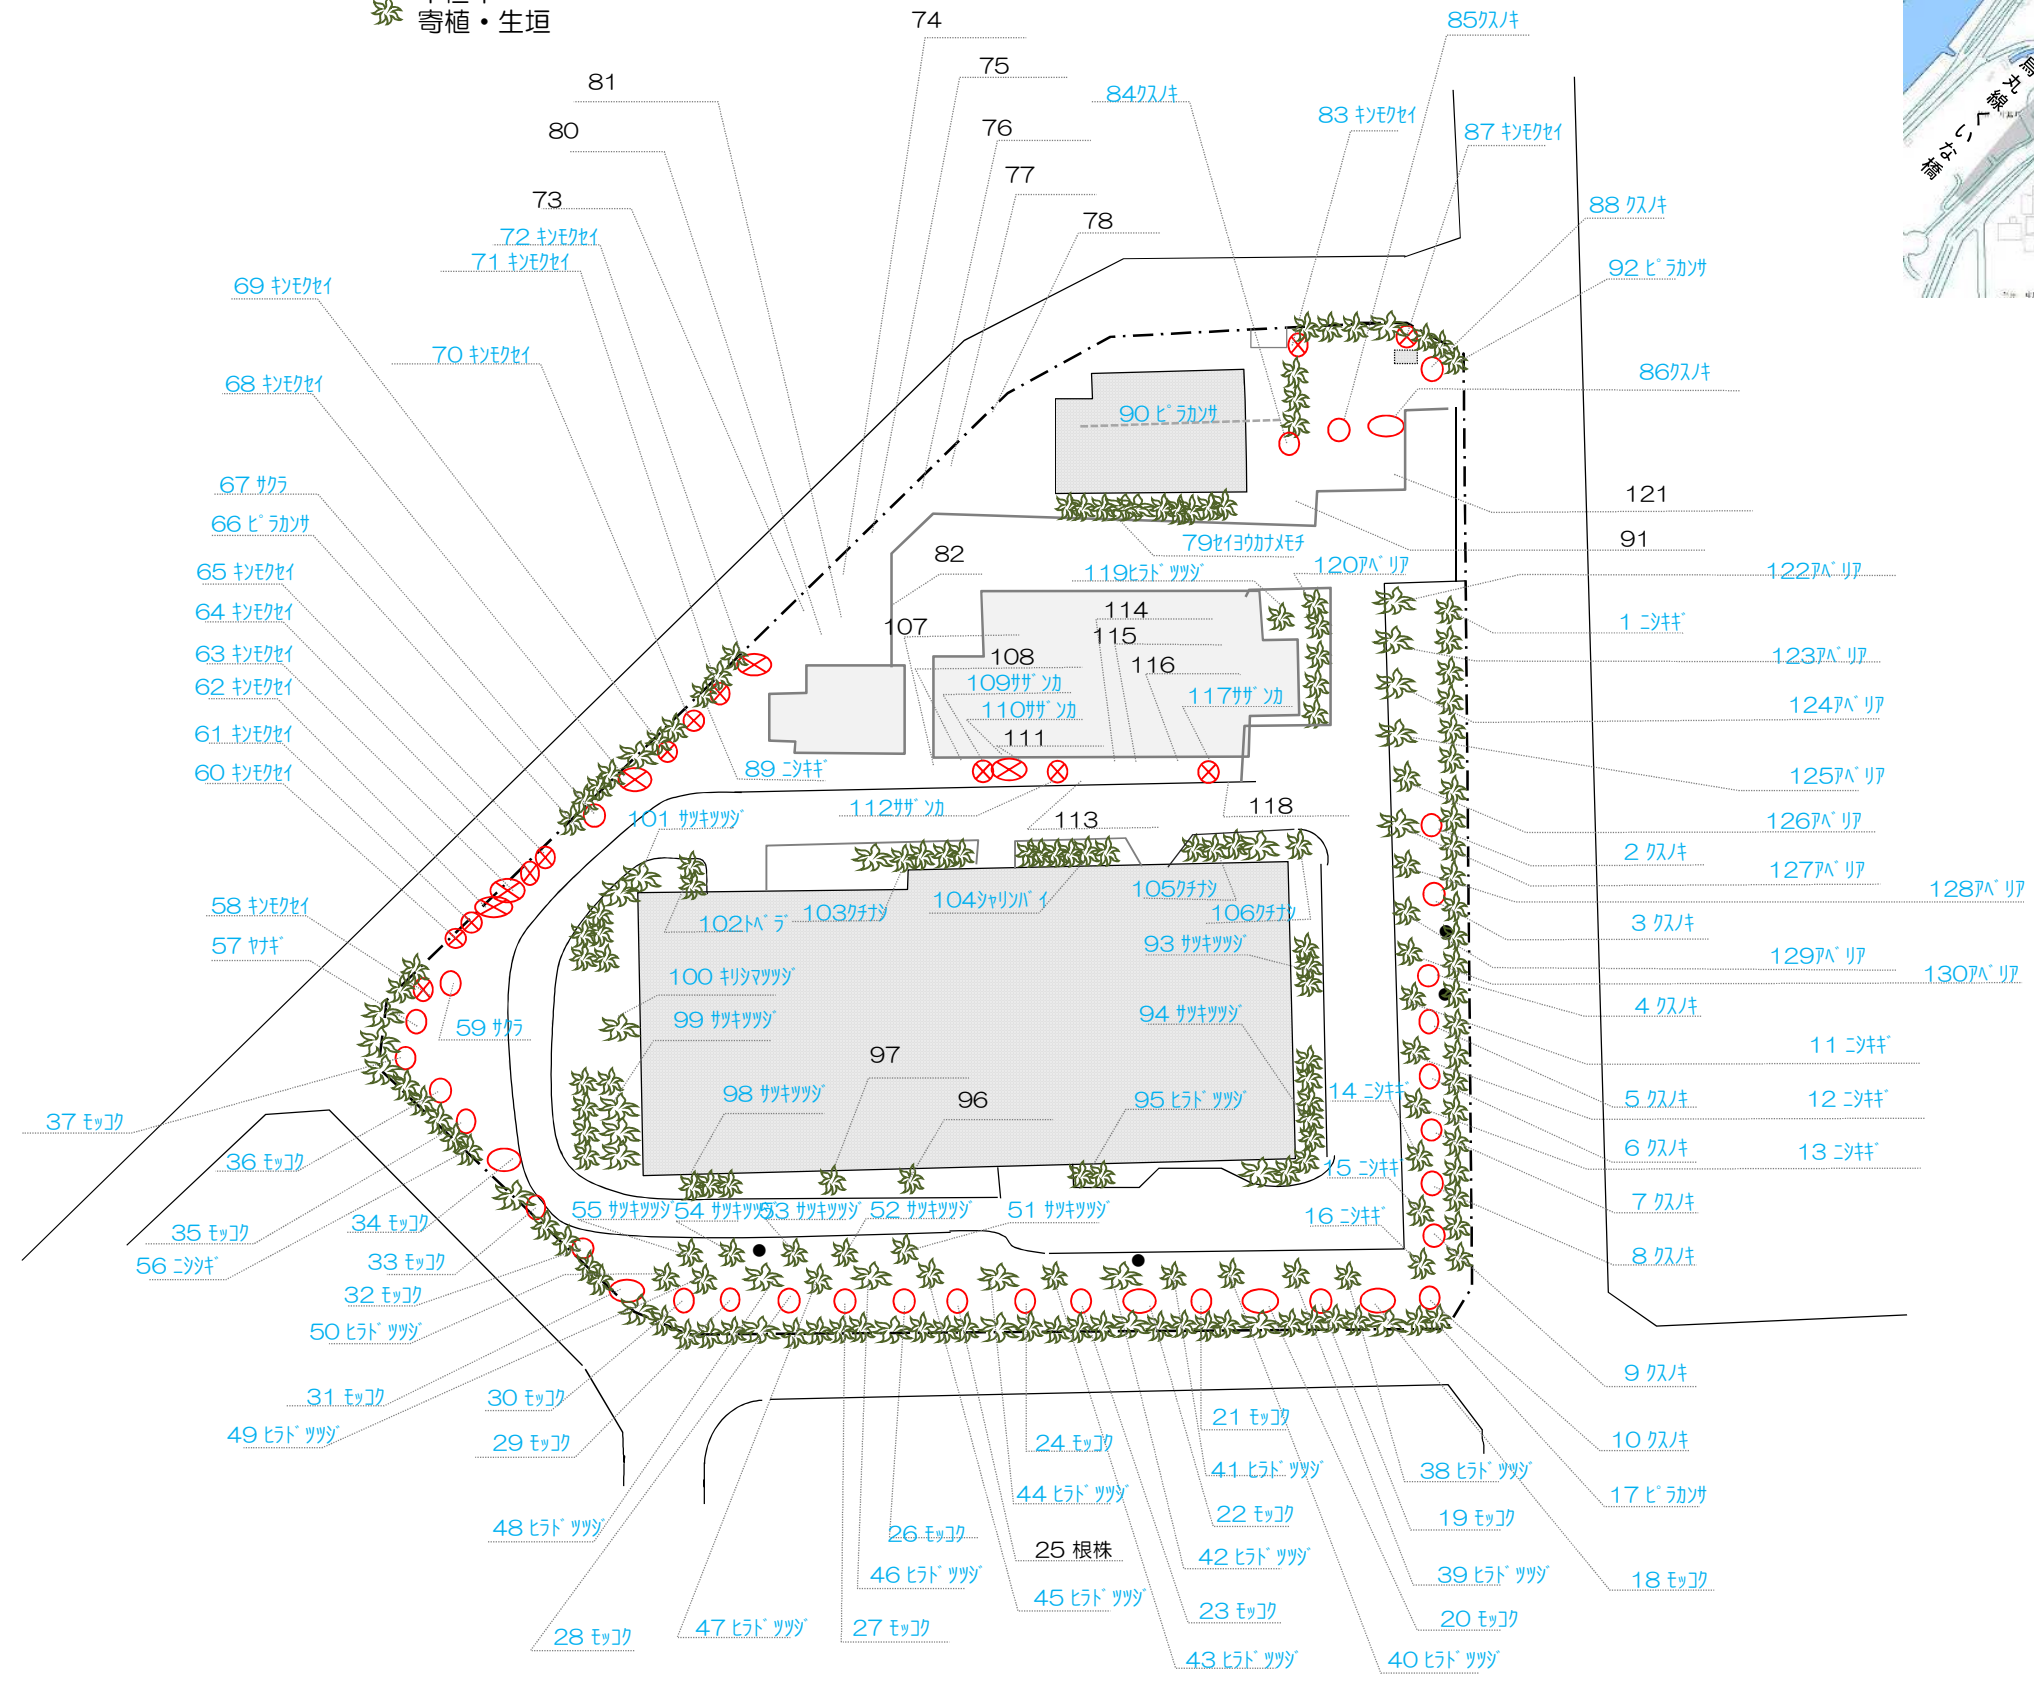 寄植・生垣
74
85ｸｽﾉｷ
75
81
84ｸｽﾉｷ
83 ｷﾝﾓｸｾｲ
87 ｷﾝﾓｸｾｲ
80
76
77
73
78
88 ｸｽﾉｷ
72 ｷﾝﾓｸｾｲ
71 ｷﾝﾓｸｾｲ
92 ﾋﾟﾗｶﾝｻ
69 ｷﾝﾓｸｾｲ
70 ｷﾝﾓｸｾｲ
86ｸｽﾉｷ
68 ｷﾝﾓｸｾｲ
90 ﾋﾟﾗｶﾝｻ
67 ｻｸﾗ
121
66 ﾋﾟﾗｶﾝｻ
91
79ｾｲﾖｳｶﾅﾒﾓﾁ
82
120ｱﾍﾞﾘｱ
119ﾋﾗﾄﾞﾂﾂｼﾞ
122ｱﾍﾞﾘｱ
65 ｷﾝﾓｸｾｲ
64 ｷﾝﾓｸｾｲ
114
1 ﾆｼｷｷﾞ
107
115
63 ｷﾝﾓｸｾｲ
108
116
123ｱﾍﾞﾘｱ
62 ｷﾝﾓｸｾｲ
109ｻｻﾞﾝｶ
117ｻｻﾞﾝｶ
110ｻｻﾞﾝｶ
124ｱﾍﾞﾘｱ
61 ｷﾝﾓｸｾｲ
111
60 ｷﾝﾓｸｾｲ
89 ﾆｼｷｷﾞ
125ｱﾍﾞﾘｱ
112ｻｻﾞﾝｶ
118
101 ｻﾂｷﾂﾂｼﾞ
113
126ｱﾍﾞﾘｱ
2 ｸｽﾉｷ
127ｱﾍﾞﾘｱ
105ｸﾁﾅｼ
128ｱﾍﾞﾘｱ
104ｼｬﾘﾝﾊﾞｲ
58 ｷﾝﾓｸｾｲ
103ｸﾁﾅｼ
106ｸﾁﾅｼ
102ﾄﾍﾞﾗ
3 ｸｽﾉｷ
57 ﾔﾅｷﾞ
93 ｻﾂｷﾂﾂｼﾞ
129ｱﾍﾞﾘｱ
100 ｷﾘｼﾏﾂﾂｼﾞ
130ｱﾍﾞﾘｱ
4 ｸｽﾉｷ
94 ｻﾂｷﾂﾂｼﾞ
99 ｻﾂｷﾂﾂｼﾞ
59 ｻｸﾗ
11 ﾆｼｷｷﾞ
97
98 ｻﾂｷﾂﾂｼﾞ
96
95 ﾋﾗﾄﾞﾂﾂｼﾞ
14 ﾆｼｷｷﾞ
5 ｸｽﾉｷ
12 ﾆｼｷｷﾞ
37 ﾓｯｺｸ
6 ｸｽﾉｷ
13 ﾆｼｷｷﾞ
36 ﾓｯｺｸ
15 ﾆｼｷｷﾞ
7 ｸｽﾉｷ
55 ｻﾂｷﾂﾂｼﾞ
54 ｻﾂｷﾂﾂｼﾞ
53 ｻﾂｷﾂﾂｼﾞ
52 ｻﾂｷﾂﾂｼﾞ
51 ｻﾂｷﾂﾂｼﾞ
16 ﾆｼｷｷﾞ
34 ﾓｯｺｸ
35 ﾓｯｺｸ
8 ｸｽﾉｷ
33 ﾓｯｺｸ
56 ﾆｼｼｷﾞ
32 ﾓｯｺｸ
50 ﾋﾗﾄﾞﾂﾂｼﾞ
9 ｸｽﾉｷ
31 ﾓｯｺｸ
30 ﾓｯｺｸ
21 ﾓｯｺｸ
49 ﾋﾗﾄﾞﾂﾂｼﾞ
29 ﾓｯｺｸ
24 ﾓｯｺｸ
10 ｸｽﾉｷ
41 ﾋﾗﾄﾞﾂﾂｼﾞ
38 ﾋﾗﾄﾞﾂﾂｼﾞ
44 ﾋﾗﾄﾞﾂﾂｼﾞ
17 ﾋﾟﾗｶﾝｻ
22 ﾓｯｺｸ
19 ﾓｯｺｸ
48 ﾋﾗﾄﾞﾂﾂｼﾞ
26 ﾓｯｺｸ
25 根株
42 ﾋﾗﾄﾞﾂﾂｼﾞ
46 ﾋﾗﾄﾞﾂﾂｼﾞ
39 ﾋﾗﾄﾞﾂﾂｼﾞ
18 ﾓｯｺｸ
45 ﾋﾗﾄﾞﾂﾂｼﾞ
23 ﾓｯｺｸ
20 ﾓｯｺｸ
47 ﾋﾗﾄﾞﾂﾂｼﾞ
27 ﾓｯｺｸ
28 ﾓｯｺｸ
43 ﾋﾗﾄﾞﾂﾂｼﾞ
40 ﾋﾗﾄﾞﾂﾂｼﾞ
烏丸線くいな橋